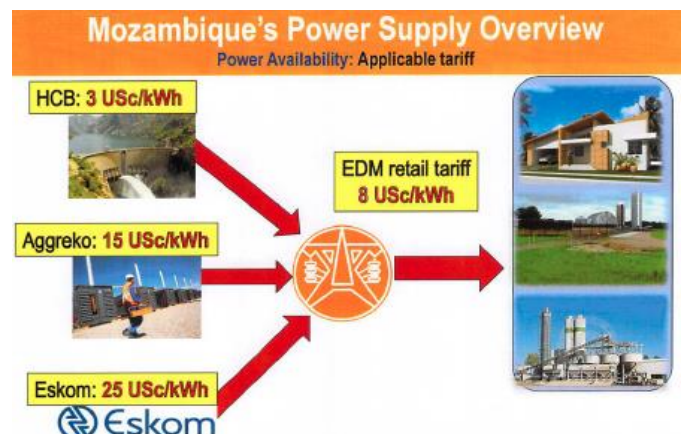 Mozambique's Power Supply Overview
Power Availability: Applicable tariff
HCB: 3 USc/kWh
EDM retail tariff
8 USc/kWh
Aggreko: 15 USc/kWh
Eskom: 25 USc/kWh
Eskom